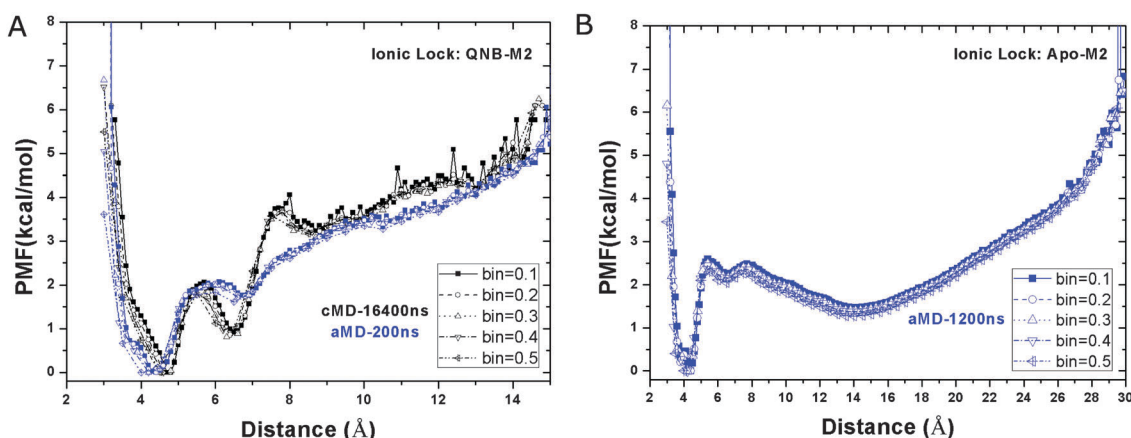 A
Ionic Lock: QNB-M2
PMF(kcal/mol)
8
7
6
5
4
3
2
1
0
cMD-16400ns
aMD-200ns
bin=0.1
bin=0.2
bin=0.3
bin=0.4
bin=0.5
2 4 6 8 10 12 14
Distance (Å)
B
Ionic Lock: Apo-M2
PMF(kcal/mol)
8
7
6
5
4
3
2
1
0
aMD-1200ns
bin=0.1
bin=0.2
bin=0.3
bin=0.4
bin=0.5
2 4 6 8 10 12 14 16 18 20 22 24 26 28 30
Distance (Å)